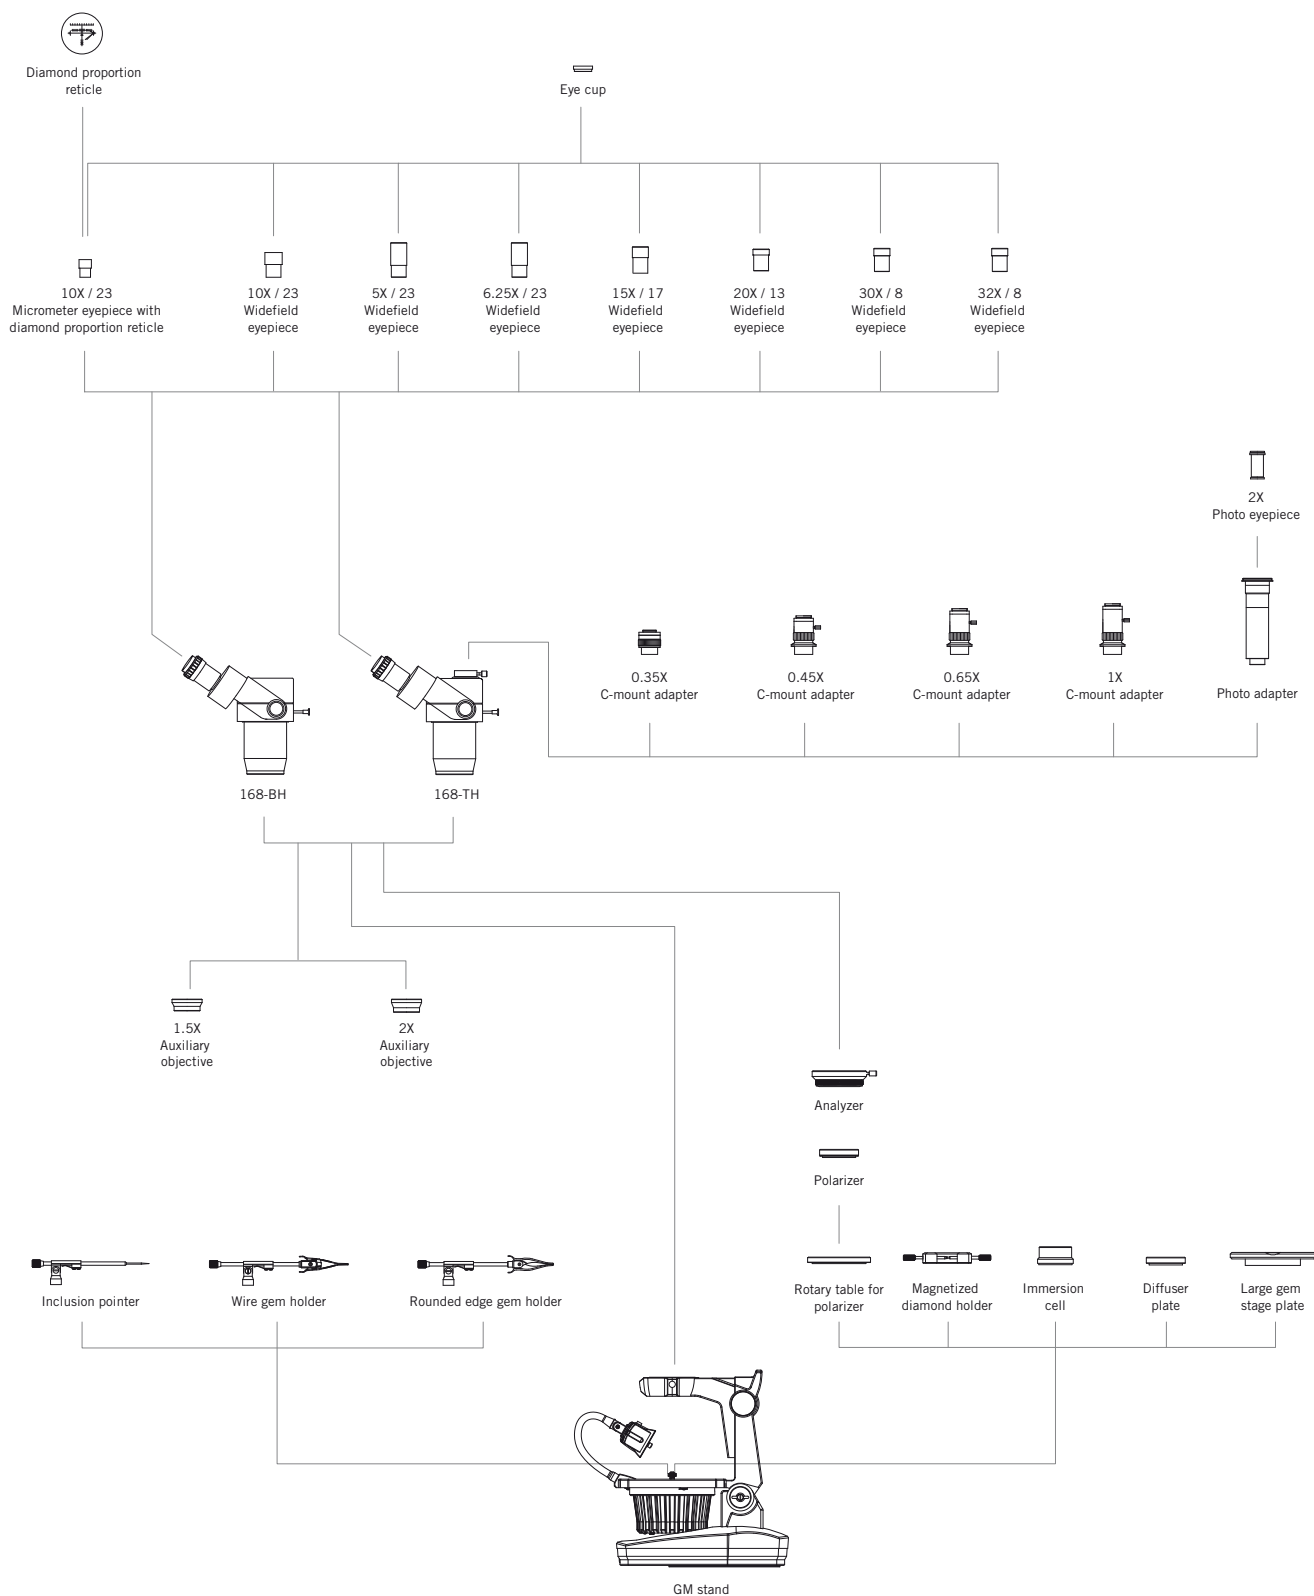 Diamond proportion
reticle
Eye cup
10X / 23
Micrometer eyepiece with
diamond proportion reticle
10X / 23
Widefield
eyepiece
5X / 23
Widefield
eyepiece
6.25X / 23
Widefield
eyepiece
15X / 17
Widefield
eyepiece
20X / 13
Widefield
eyepiece
30X / 8
Widefield
eyepiece
32X / 8
Widefield
eyepiece
2X
Photo eyepiece
0.35X
C-mount adapter
0.45X
C-mount adapter
0.65X
C-mount adapter
1X
C-mount adapter
Photo adapter
168-BH
168-TH
1.5X
Auxiliary
objective
2X
Auxiliary
objective
Analyzer
Polarizer
Inclusion pointer
Wire gem holder
Rounded edge gem holder
Rotary table for
polarizer
Magnetized
diamond holder
Immersion
cell
Diffuser
plate
Large gem
stage plate
GM stand